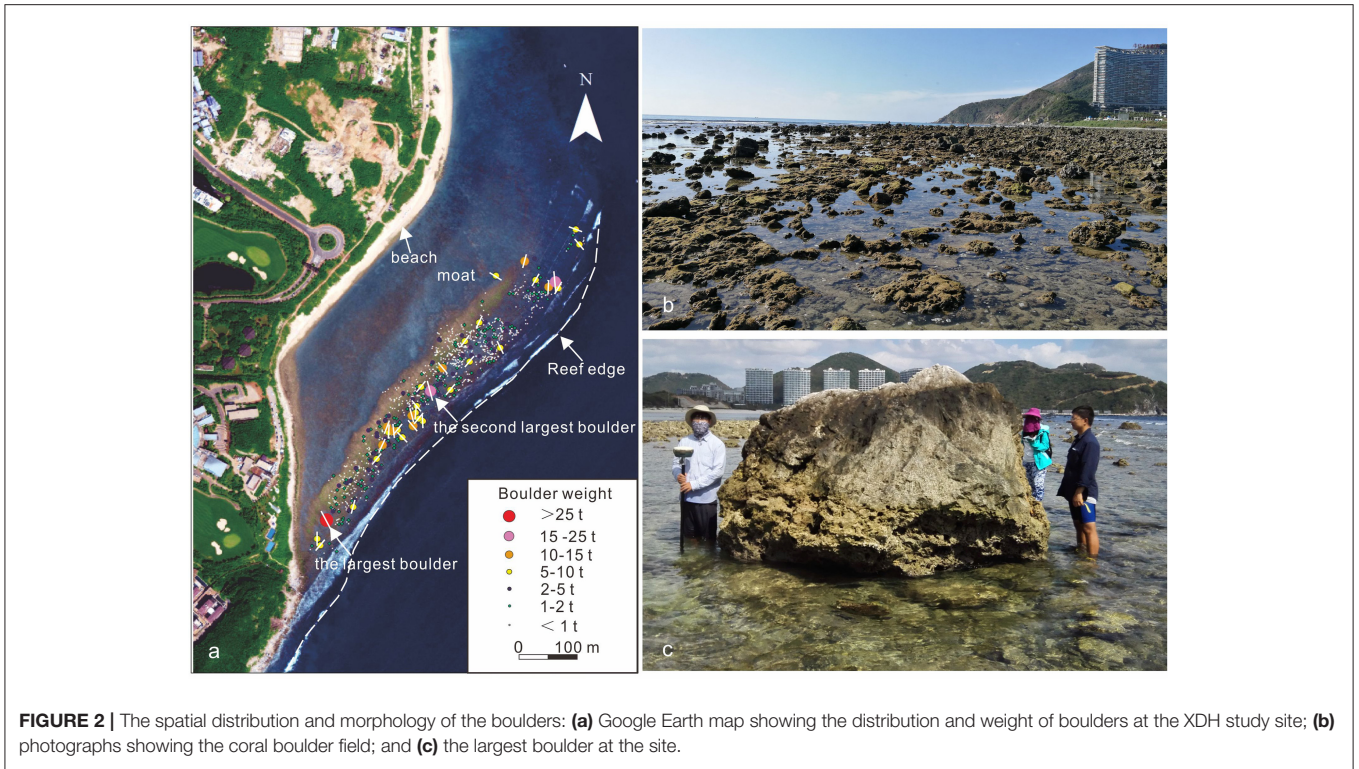 N
beach
moat
Reef edge
the second largest boulder
the largest boulder
Boulder weight
>25 t
15 -25 t
10-15 t
5-10 t
2-5 t
1-2 t
< 1 t
0 100 m
a
b
c
FIGURE 2 | The spatial distribution and morphology of the boulders: (a) Google Earth map showing the distribution and weight of boulders at the XDH study site; (b)
photographs showing the coral boulder field; and (c) the largest boulder at the site.